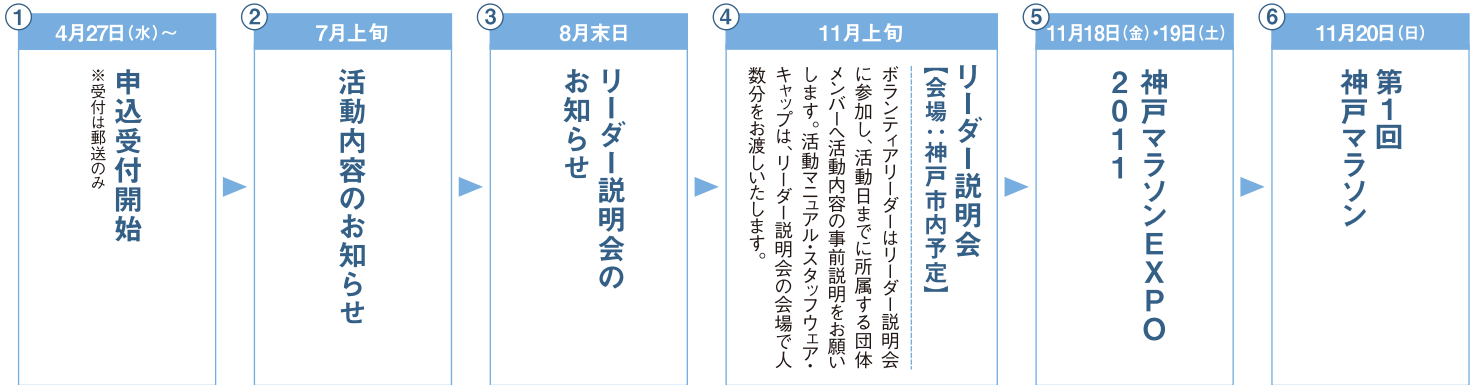 ①
4月27日（水）～
申込受付開始
※受付は郵送のみ
②
7月上旬
活動内容のお知らせ
③
8月末日
リーダー説明会の
お知らせ
④
11月上旬
リーダー説明会
【会場：神戸市内予定】
ボランティアリーダーはリーダー説明会
に参加し、活動日までに所属する団体
メンバーへ活動内容の事前説明をお願い
します。活動マニュアル・スタッフウェア・
キャップは、リーダー説明会の会場で人
数分をお渡しいたします。
⑤
11月18日（金）・19日（土）
神戸マラソンEXPO
2011
⑥
11月20日（日）
第1回
神戸マラソン